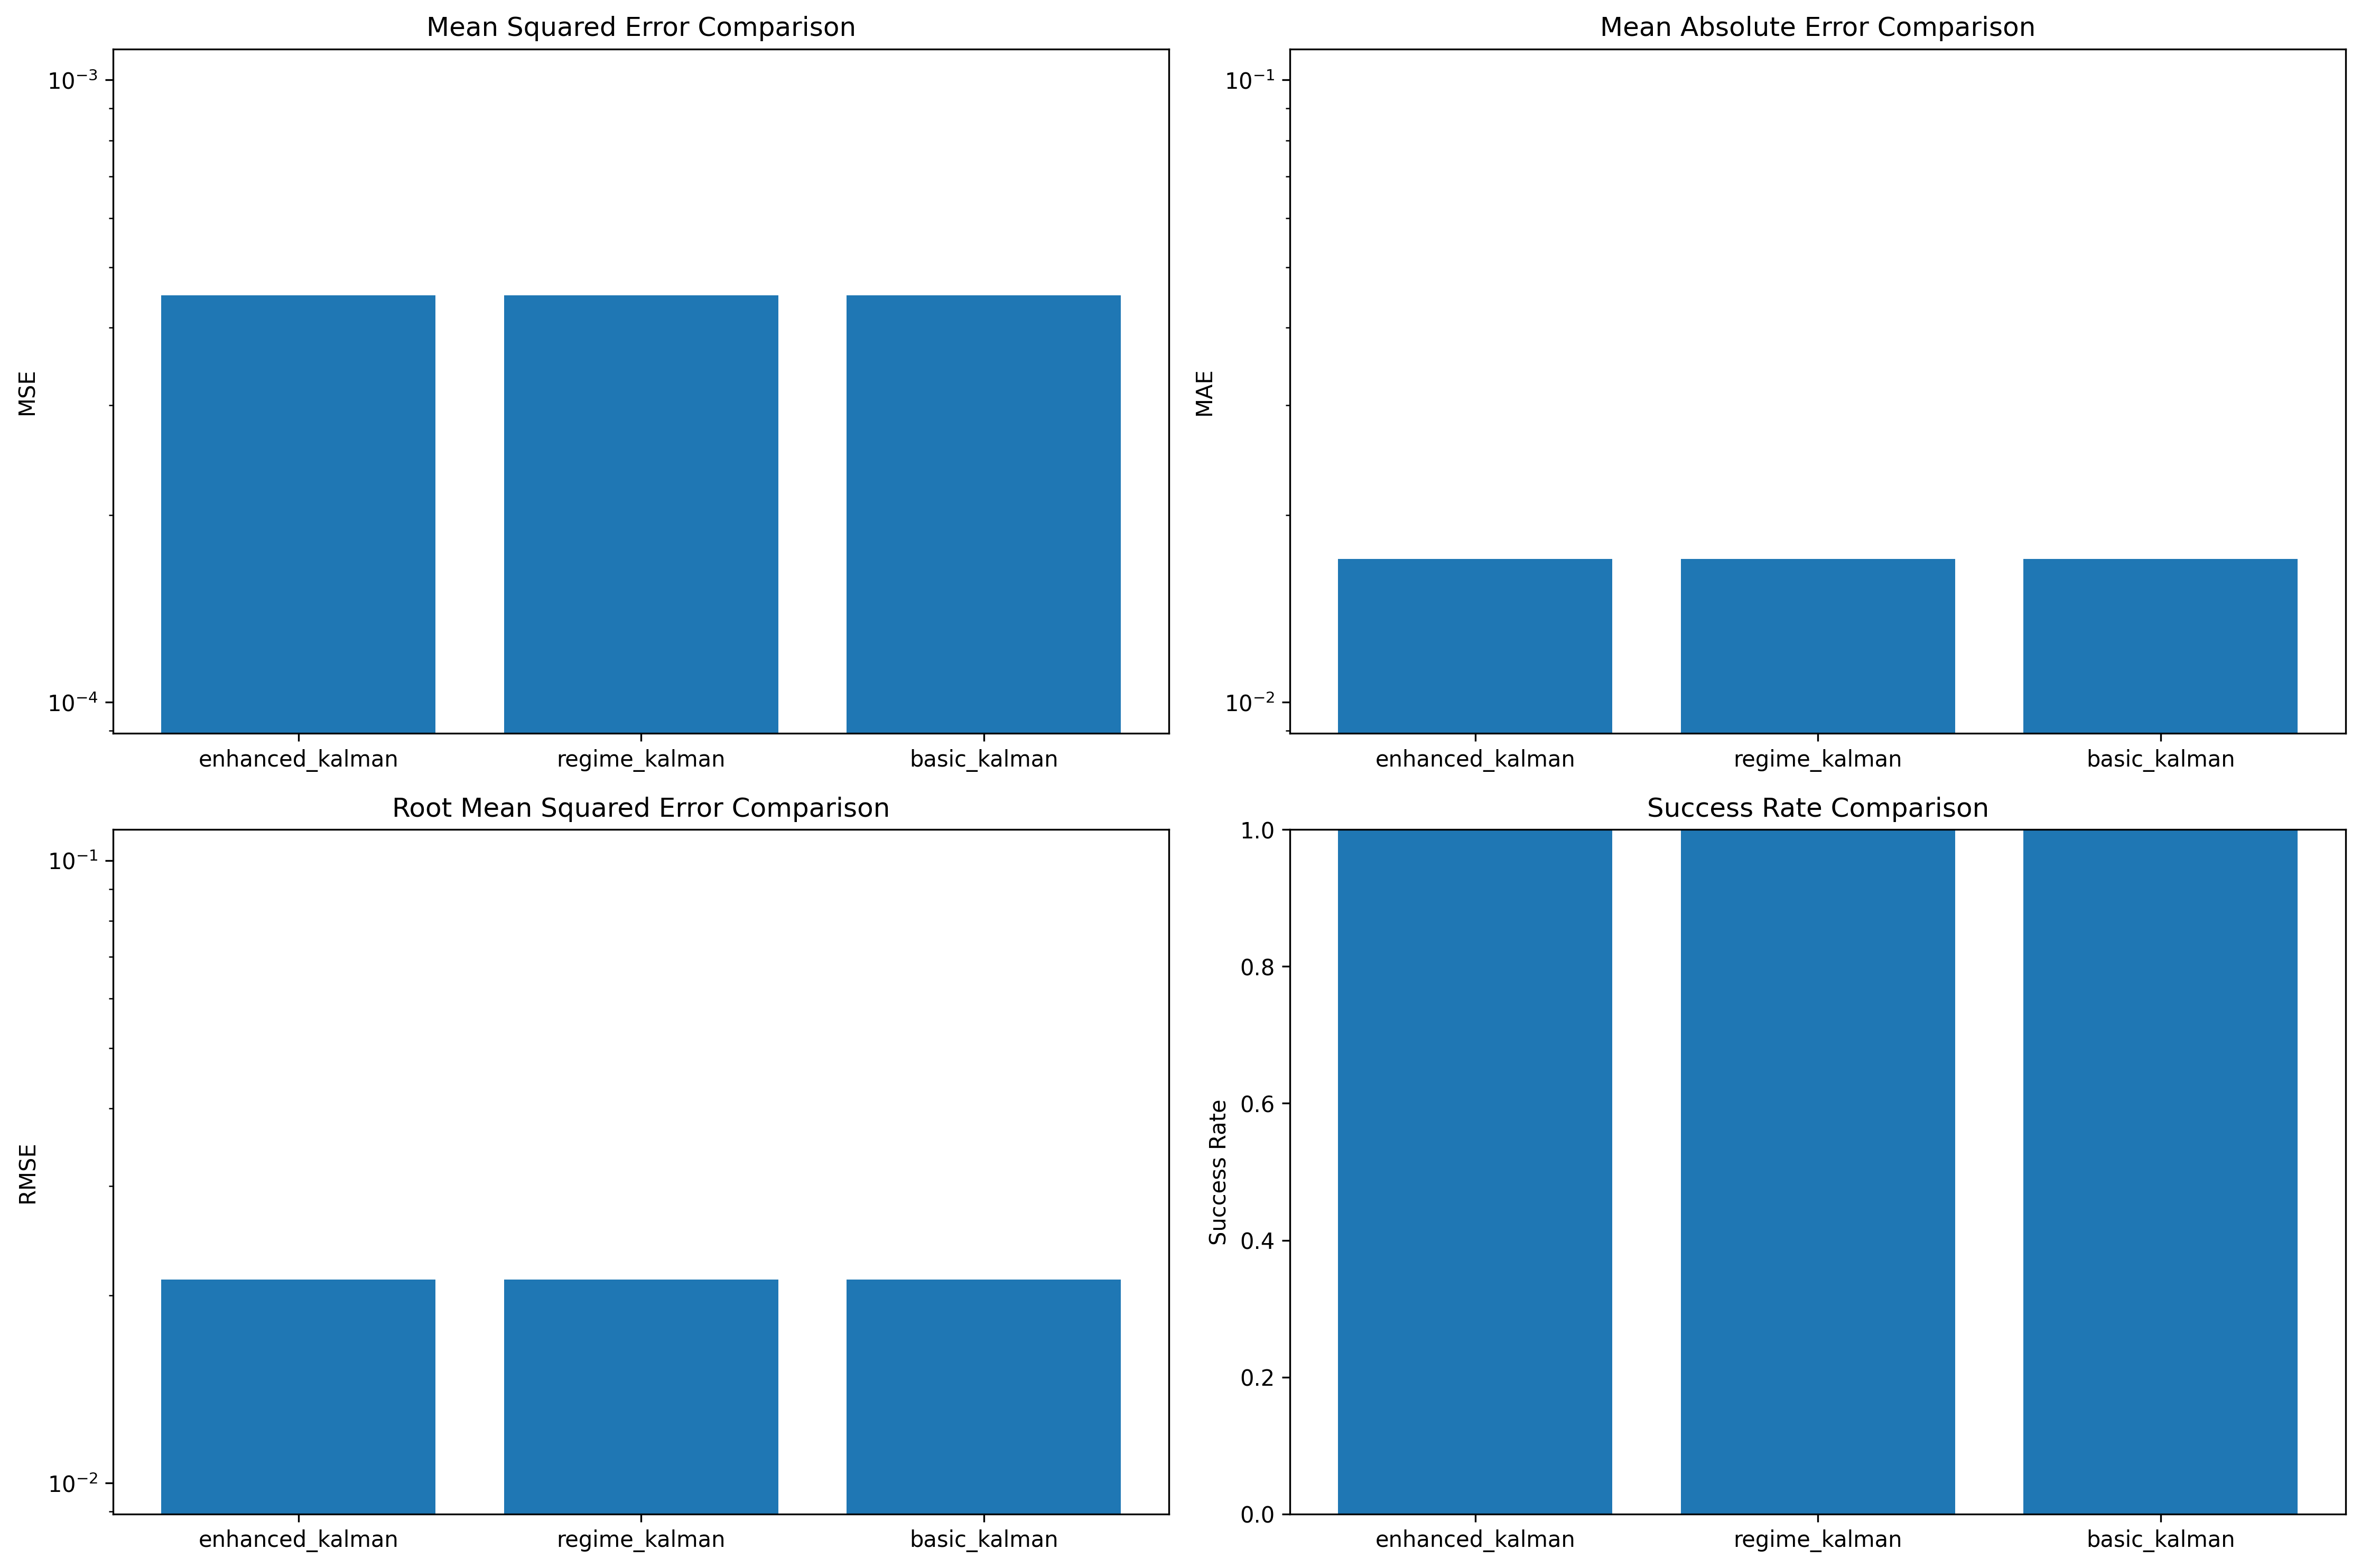 Mean Squared Error Comparison
10⁻³
10⁻⁴
MSE
enhanced_kalman
regime_kalman
basic_kalman
Mean Absolute Error Comparison
10⁻¹
10⁻²
MAE
enhanced_kalman
regime_kalman
basic_kalman
Root Mean Squared Error Comparison
10⁻¹
10⁻²
RMSE
enhanced_kalman
regime_kalman
basic_kalman
Success Rate Comparison
1.0
0.8
0.6
0.4
0.2
0.0
Success Rate
enhanced_kalman
regime_kalman
basic_kalman